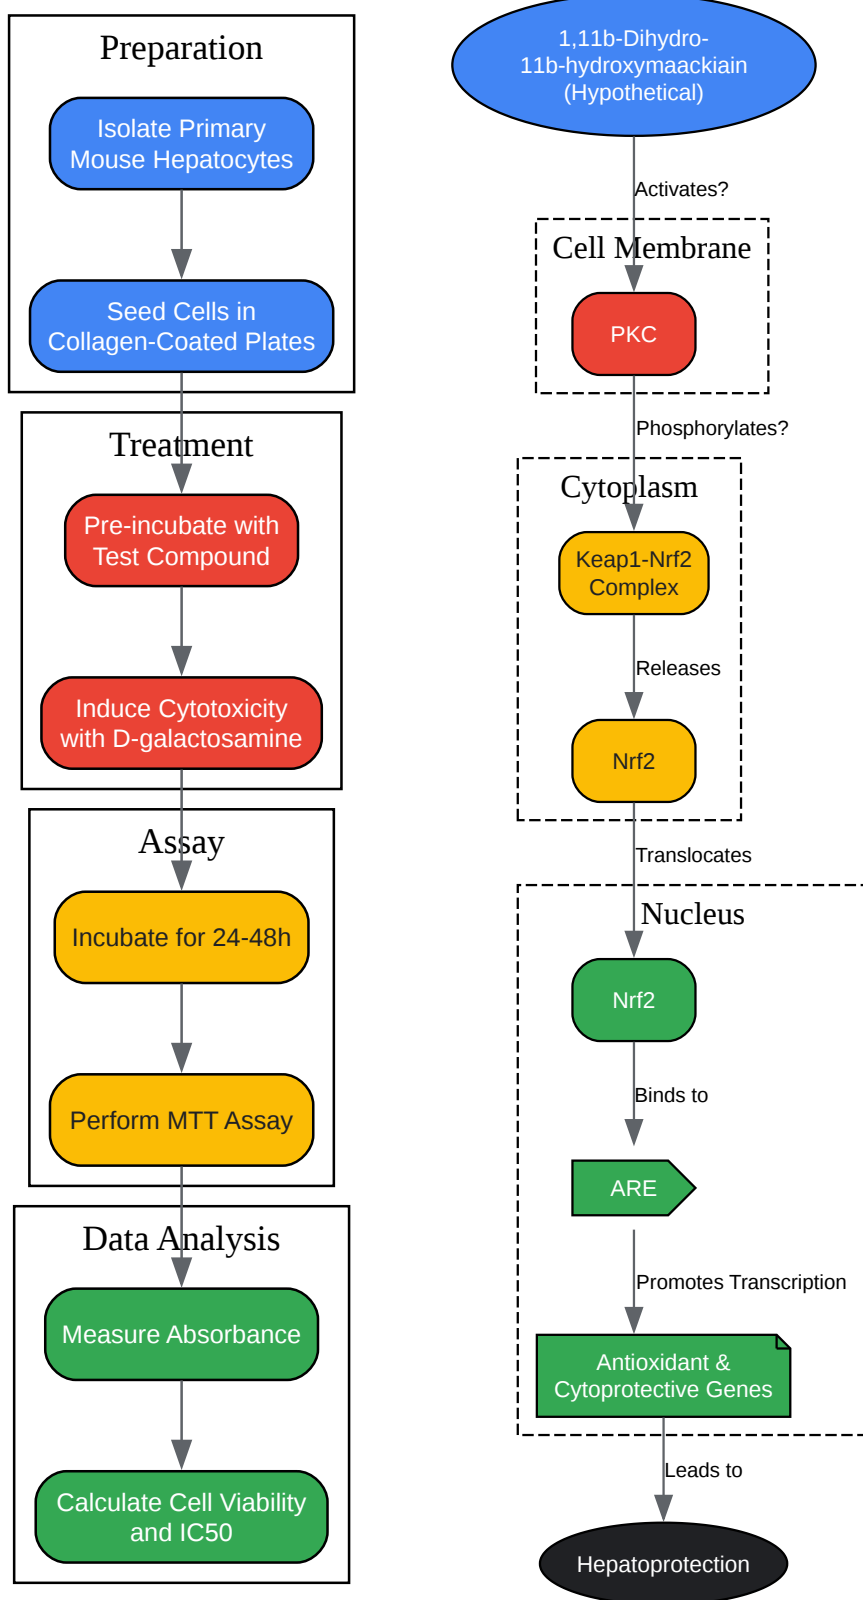 Preparation
Isolate Primary
Mouse Hepatocytes
Seed Cells in
Collagen-Coated Plates
Treatment
Pre-incubate with
Test Compound
Induce Cytotoxicity
with D-galactosamine
Assay
Incubate for 24-48h
Perform MTT Assay
Data Analysis
Measure Absorbance
Calculate Cell Viability
and IC50
1,11b-Dihydro-
11b-hydroxymaackiain
(Hypothetical)
Activates?
Cell Membrane
PKC
Phosphorylates?
Cytoplasm
Keap1-Nrf2
Complex
Releases
Nrf2
Translocates
Nucleus
Nrf2
Binds to
ARE
Promotes Transcription
Antioxidant &
Cytoprotective Genes
Leads to
Hepatoprotection